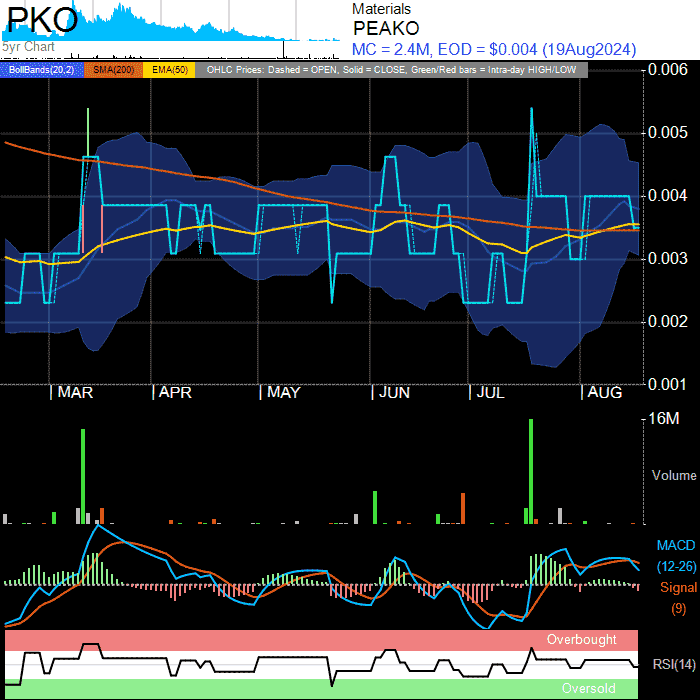 PKO
5yr Chart
Materials
PEAKO
MC = 2.4M, EOD = $0.004 (19Aug2024)
BollBands(20,2) SMA(200) EMA(50) OHLC Prices: Dashed = OPEN, Solid = CLOSE, Green/Red bars = Intra-day HIGH/LOW
0.006
0.005
0.004
0.003
0.002
0.001
MAR APR MAY JUN JUL AUG
16M
Volume
MACD
(12-26)
Signal
(9)
Overbought
RSI(14)
Oversold